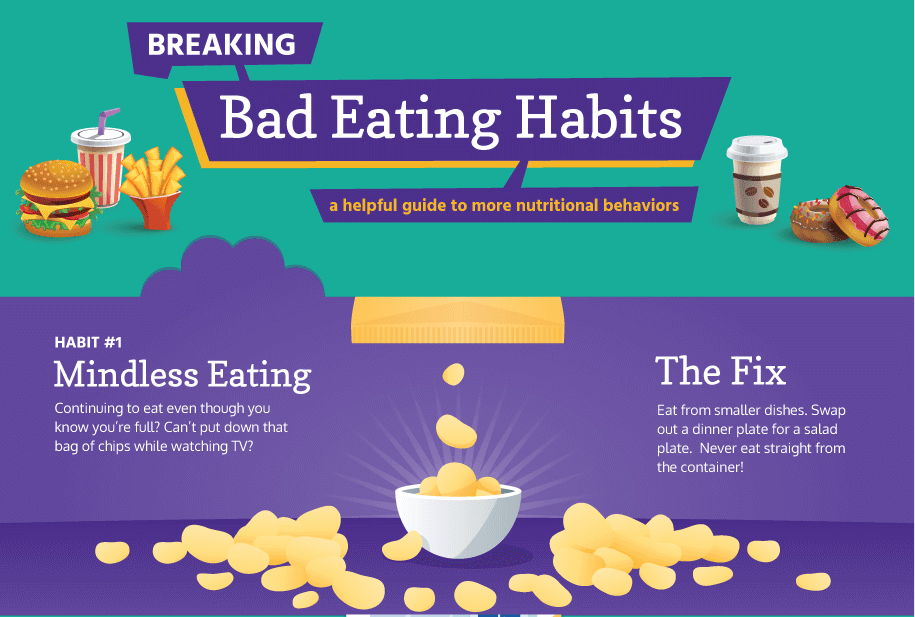 BREAKING
Bad Eating Habits
a helpful guide to more nutritional behaviors
HABIT #1
Mindless Eating
Continuing to eat even though you
know you’re full? Can’t put down that
bag of chips while watching TV?
The Fix
Eat from smaller dishes. Swap
out a dinner plate for a salad
plate.  Never eat straight from
the container!